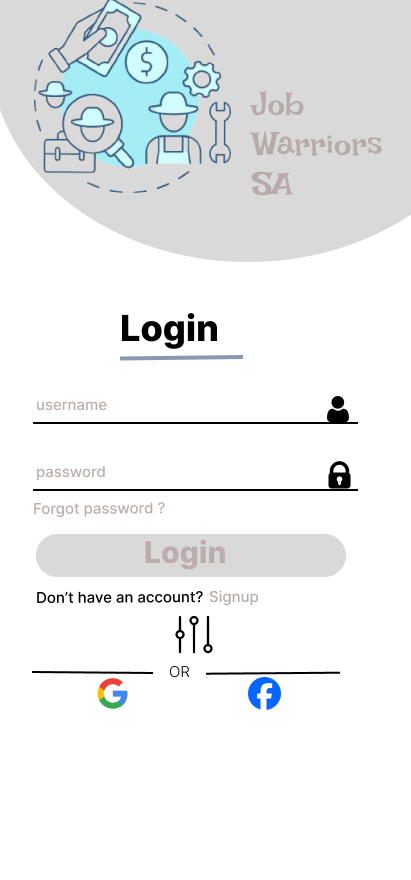 $
Job
Warriors
SA
Login
username
password
Forgot password ?
Login
Don't have an account? Signup
OR